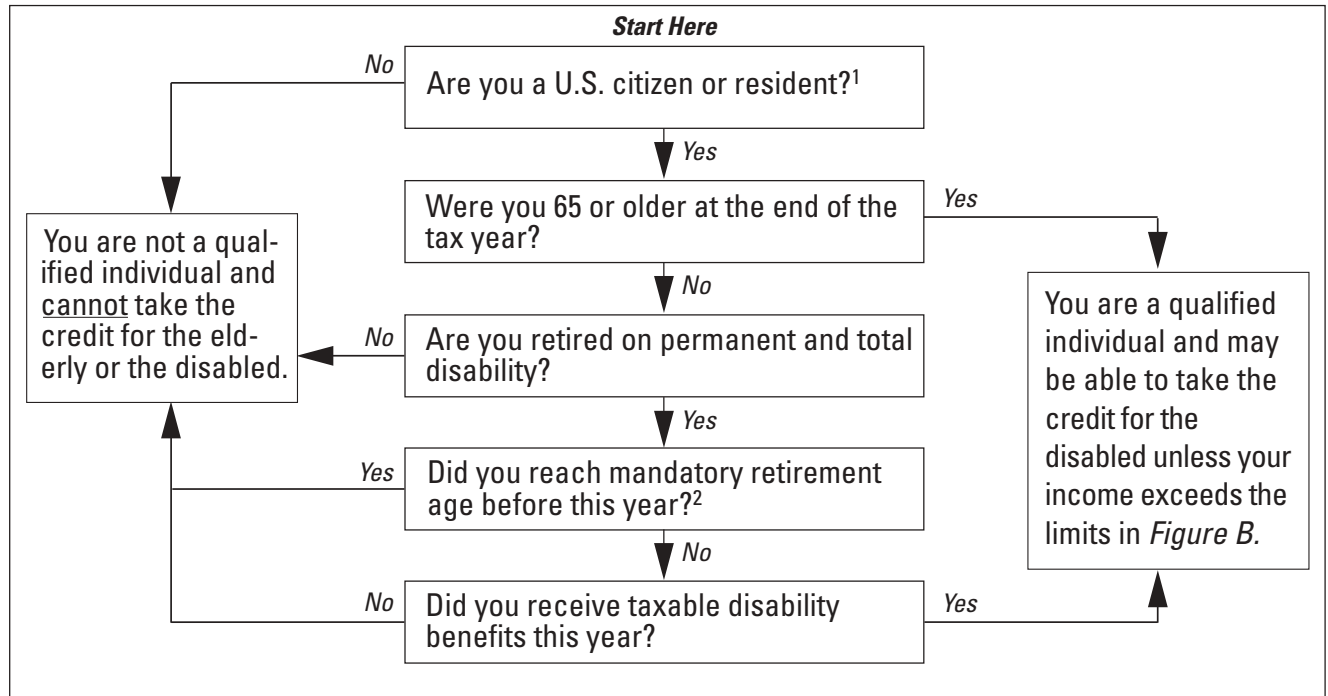 Start Here
No
Are you a U.S. citizen or resident?1
Yes
Were you 65 or older at the end of the
tax year?
Yes
No
You are not a qual-
ified individual and
cannot take the
credit for the eld-
erly or the disabled.
No
Are you retired on permanent and total
disability?
You are a qualified
individual and may
be able to take the
credit for the
disabled unless your
income exceeds the
limits in Figure B.
Yes
Yes
Did you reach mandatory retirement
age before this year?2
No
No
Did you receive taxable disability
benefits this year?
Yes